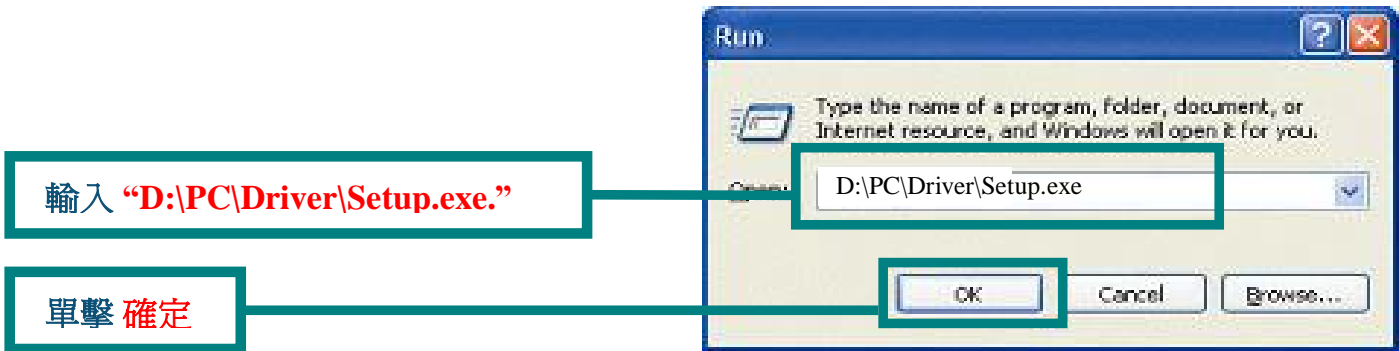 Run
Type the name of a program, folder, document, or
Internet resource, and Windows will open it for you.
輸入 “D:\PC\Driver\Setup.exe.”
D:\PC\Driver\Setup.exe
單擊 確定
OK Cancel Browse...